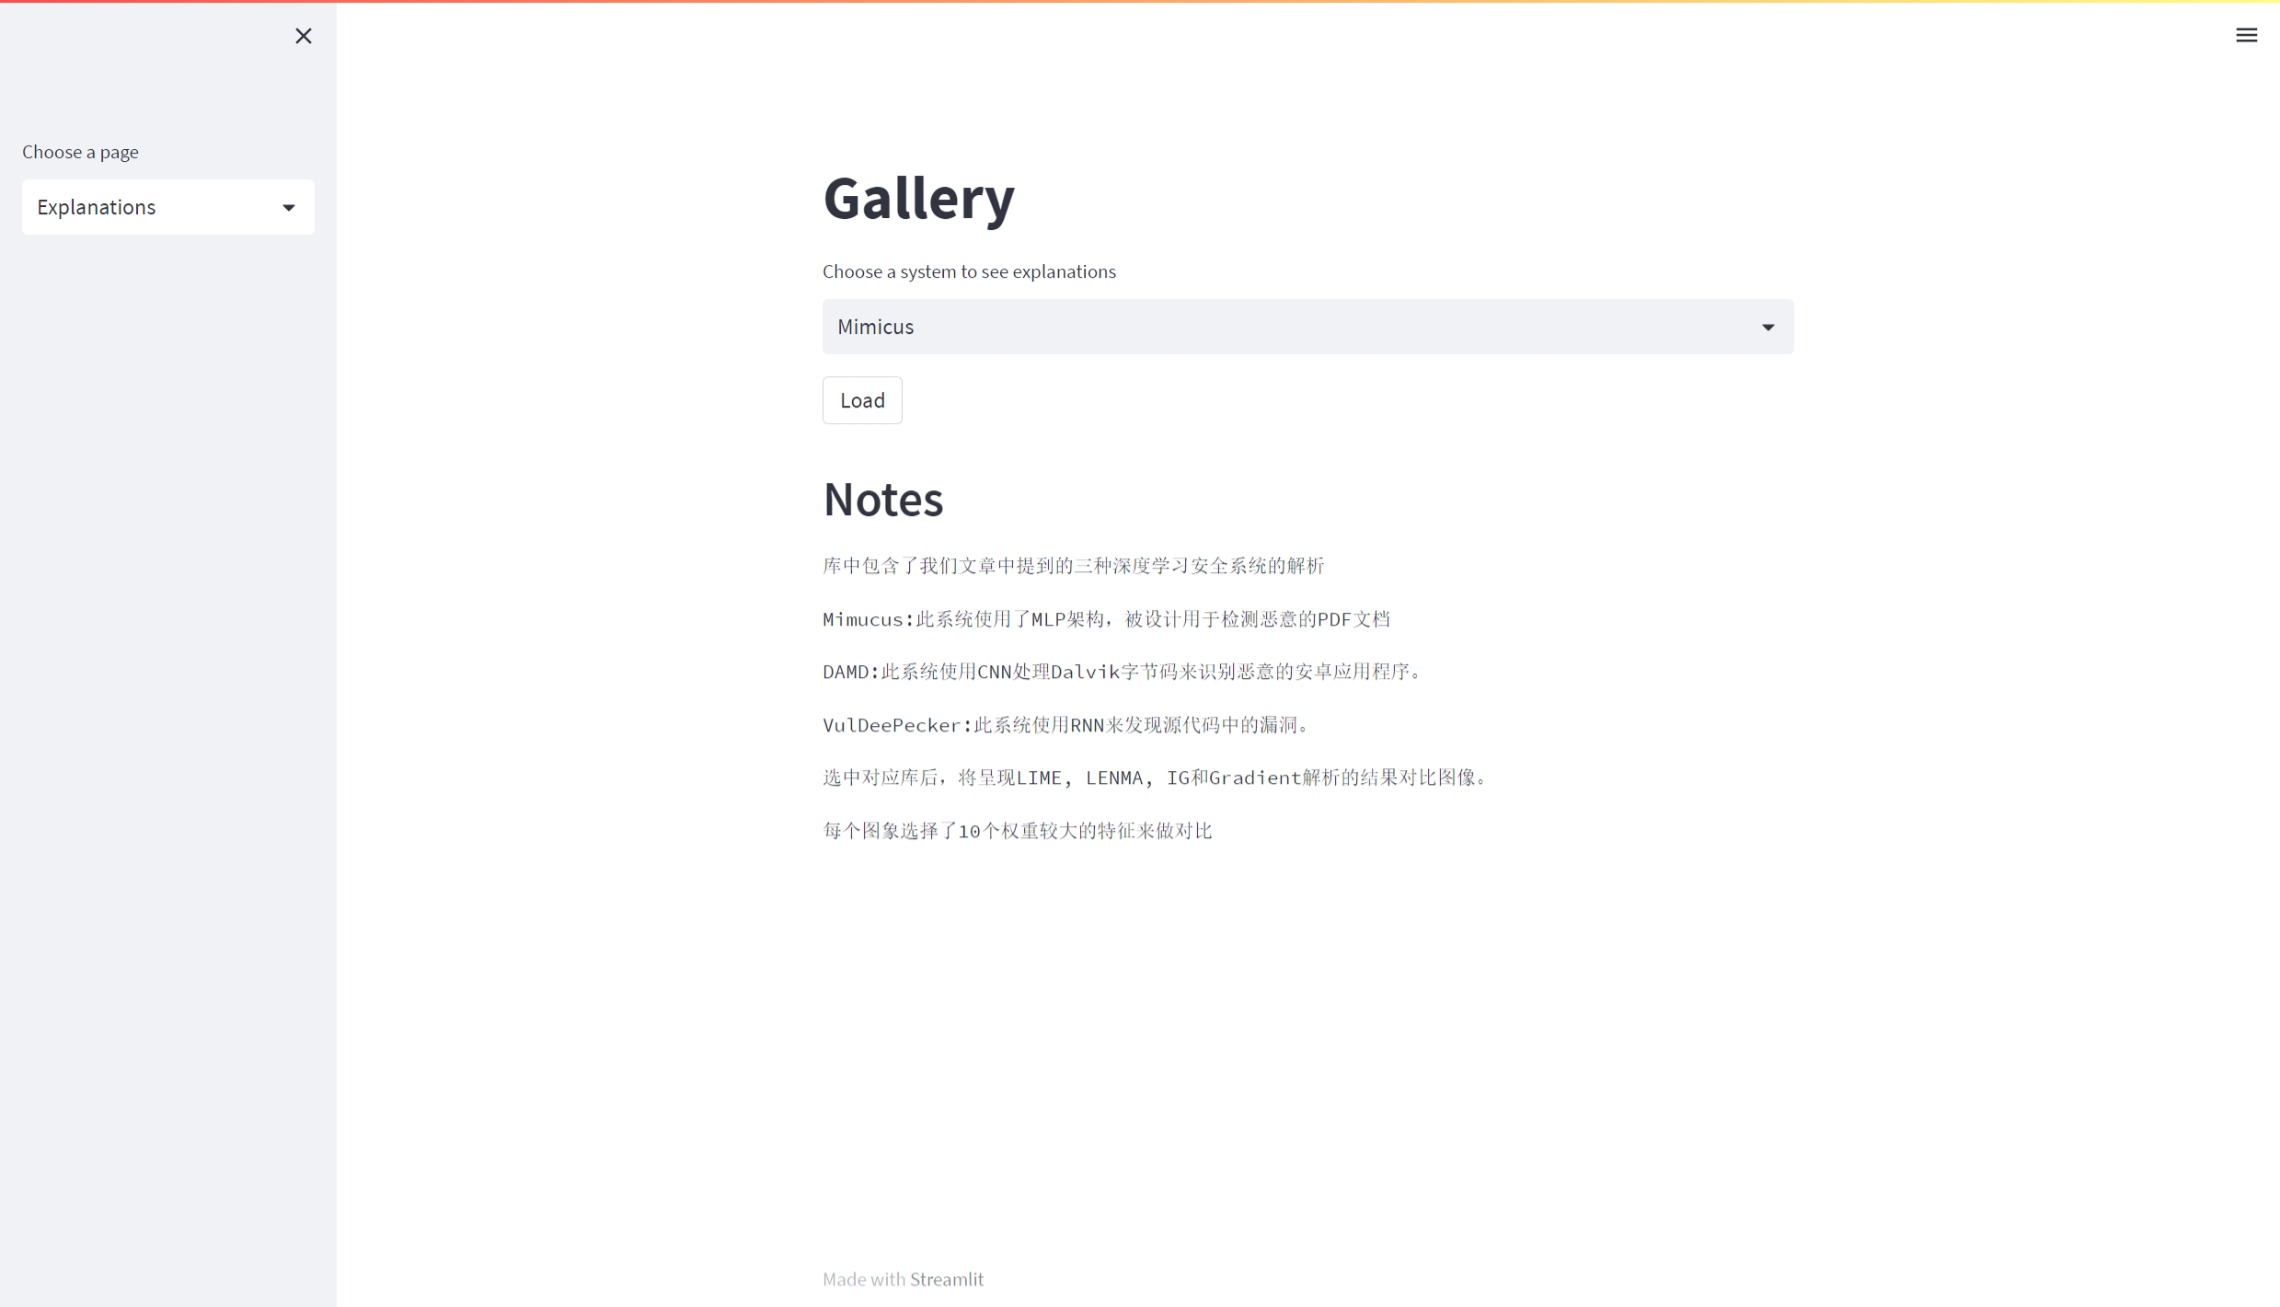 Choose a page
Explanations
Gallery
Choose a system to see explanations
Mimicus
Load
Notes
库中包含了我们文章中提到的三种深度学习安全系统的解析
Mimucus:此系统使用了MLP架构，被设计用于检测恶意的PDF文档
DAMD:此系统使用CNN处理Dalvik字节码来识别恶意的安卓应用程序。
VulDeePecker:此系统使用RNN来发现源代码中的漏洞。
选中对应库后，将呈现LIME, LENMA, IG和Gradient解析的结果对比图像。
每个图象选择了10个权重较大的特征来做对比
Made with Streamlit